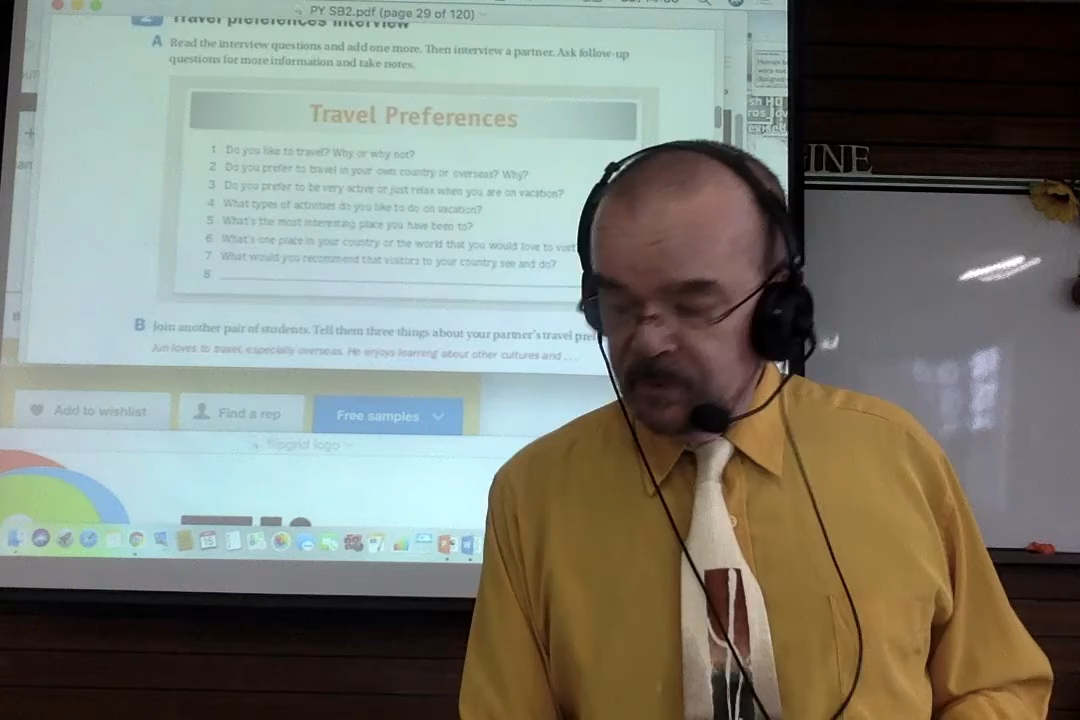 PY SB2.pdf (page 29 of 120)
2 Travel preferences interview
A Read the interview questions and add one more. Then interview a partner. Ask follow-up
questions for more information and take notes.
Travel Preferences
1 Do you like to travel? Why or why not?
2 Do you prefer to travel in your own country or overseas? Why?
3 Do you prefer to be very active or just relax when you are on vacation?
4 What types of activities do you like to do on vacation?
5 What's the most interesting place you have been to?
6 What's one place in your country or the world that you would love to visit
7 What would you recommend that visitors to your country see and do?
8
B Join another pair of students. Tell them three things about your partner's travel
Jun loves to travel, especially overseas. He enjoys learning about other cultures and . . .
Add to wishlist
Find a rep
Free samples
flipgrid logo
INE